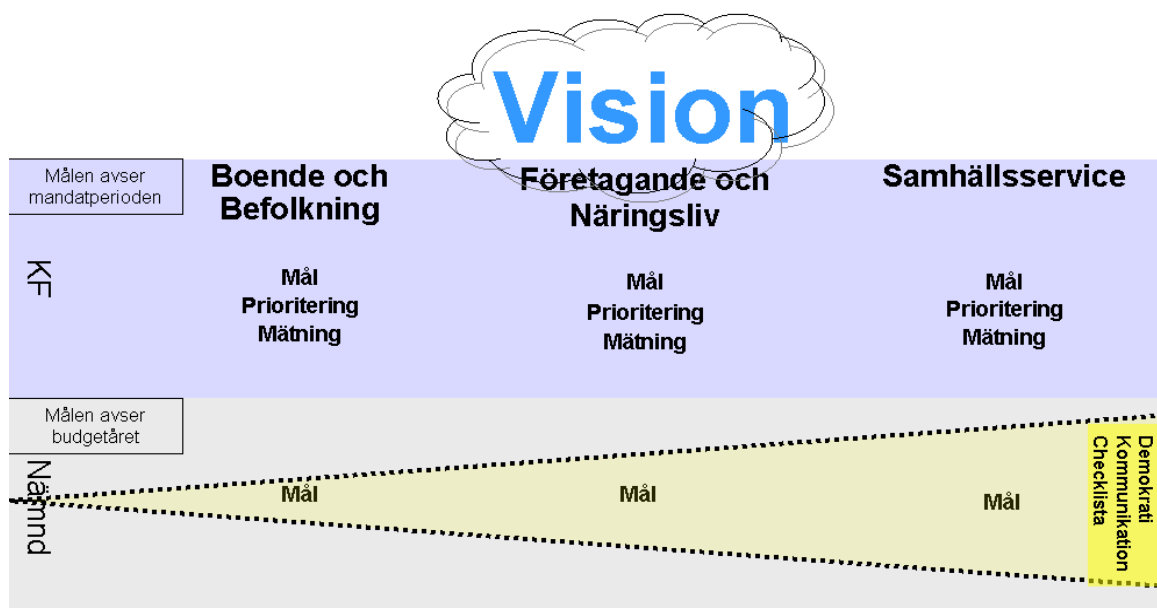 Vision
Målen avser
mandatperioden
Boende och
Befolkning
Företagande och
Näringsliv
Samhällsservice
KF
Mål
Prioritering
Mätning
Mål
Prioritering
Mätning
Mål
Prioritering
Mätning
Målen avser
budgetåret
Nämnd
Mål
Mål
Mål
Demokrati
Kommunikation
Checklista